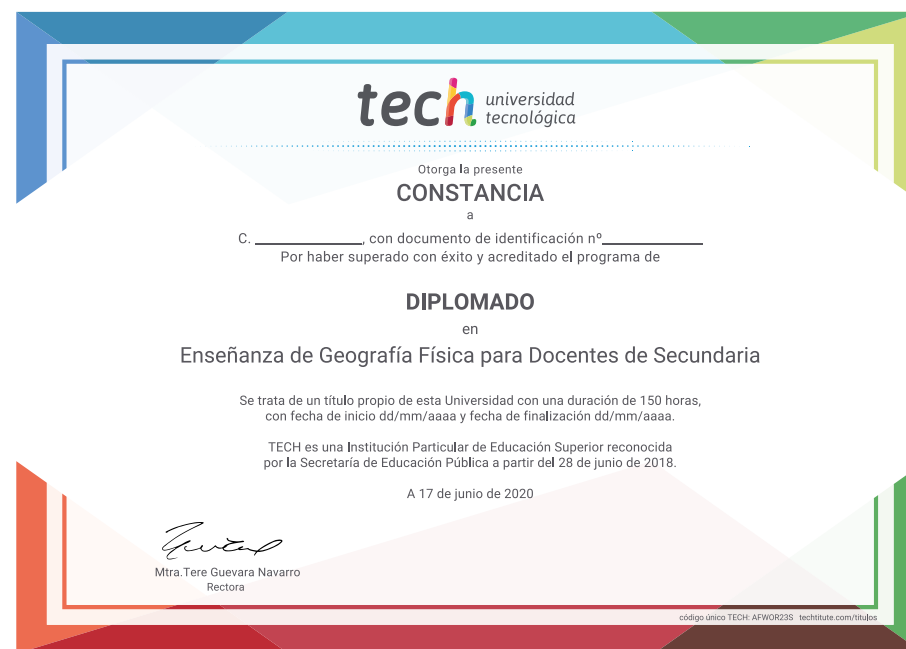 tech universidad
tecnológica
Otorga la presente
CONSTANCIA
a
C. ______________, con documento de identificación nº_____________
Por haber superado con éxito y acreditado el programa de
DIPLOMADO
en
Enseñanza de Geografía Física para Docentes de Secundaria
Se trata de un título propio de esta Universidad con una duración de 150 horas,
con fecha de inicio dd/mm/aaaa y fecha de finalización dd/mm/aaaa.
TECH es una Institución Particular de Educación Superior reconocida
por la Secretaría de Educación Pública a partir del 28 de junio de 2018.
A 17 de junio de 2020
Mtra.Tere Guevara Navarro
Rectora
código único TECH: AFWOR23S techtitute.com/titulos